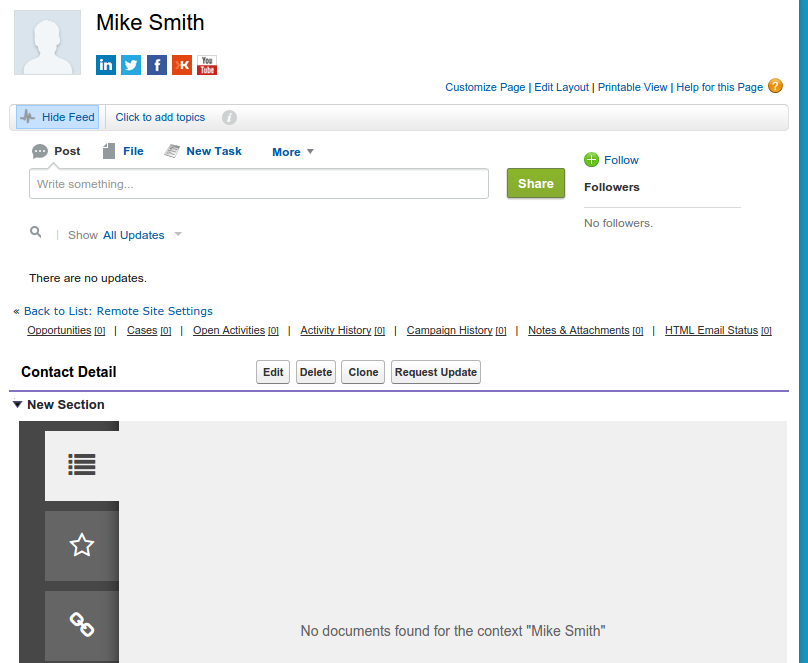 Mike Smith
in f K You Tube
Customize Page | Edit Layout | Printable View | Help for this Page ?
Hide Feed Click to add topics i
Post File New Task More
Follow
Write something... Share
Followers
No followers.
Show All Updates
There are no updates.
« Back to List: Remote Site Settings
Opportunities [0] | Cases [0] | Open Activities [0] | Activity History [0] | Campaign History [0] | Notes & Attachments [0] | HTML Email Status [0]
Contact Detail Edit Delete Clone Request Update
New Section
No documents found for the context "Mike Smith"